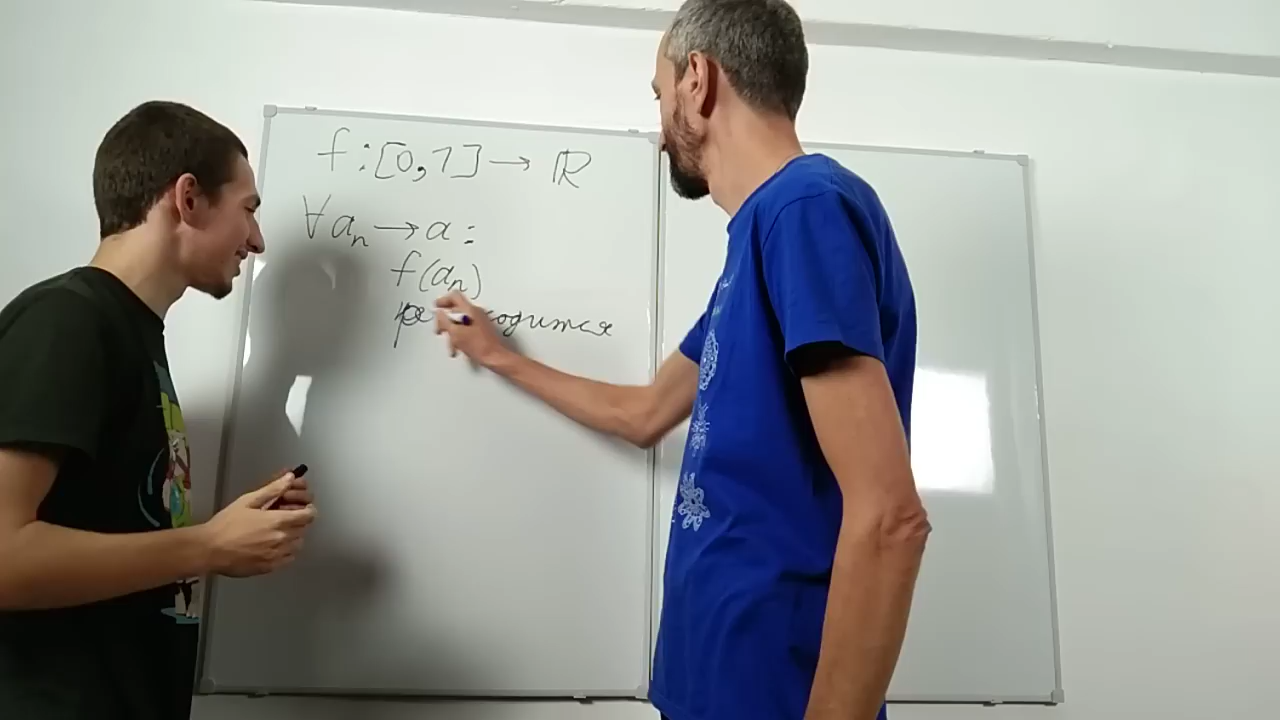 f:[0,1]→ℝ
∀ aₙ→a:
f(aₙ)